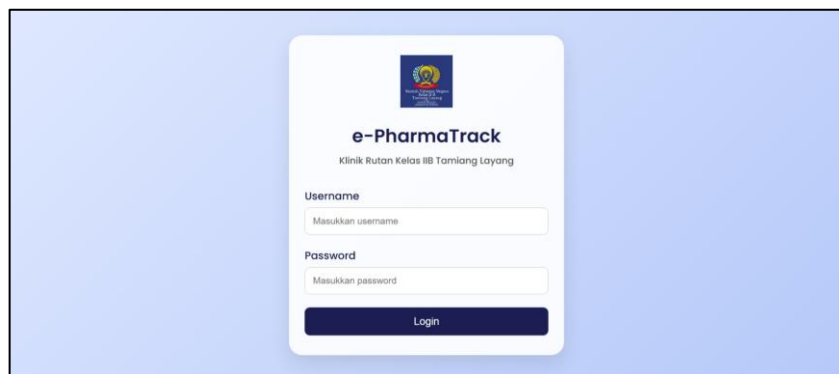 e-PharmaTrack
Klinik Rutan Kelas IIB Tamiang Layang
Username
Masukkan username
Password
Masukkan password
Login